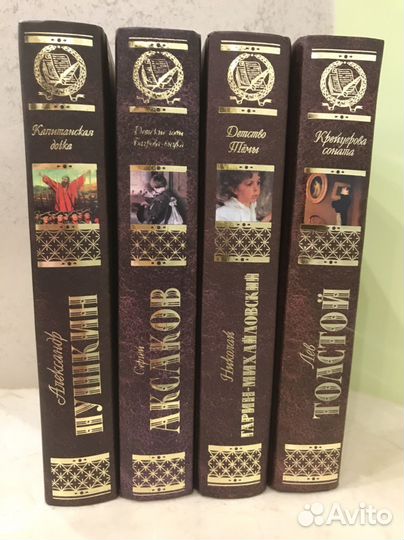 Капитанская
дочка
Александр
ПУШКИН
Детские годы
Багрова-внука
Сергей
АКСАКОВ
Детство
Тёмы
Николай
ГАРИН-МИХАЙЛОВСКИЙ
Крейцерова
соната
Лев
ТОЛСТОЙ
Avito